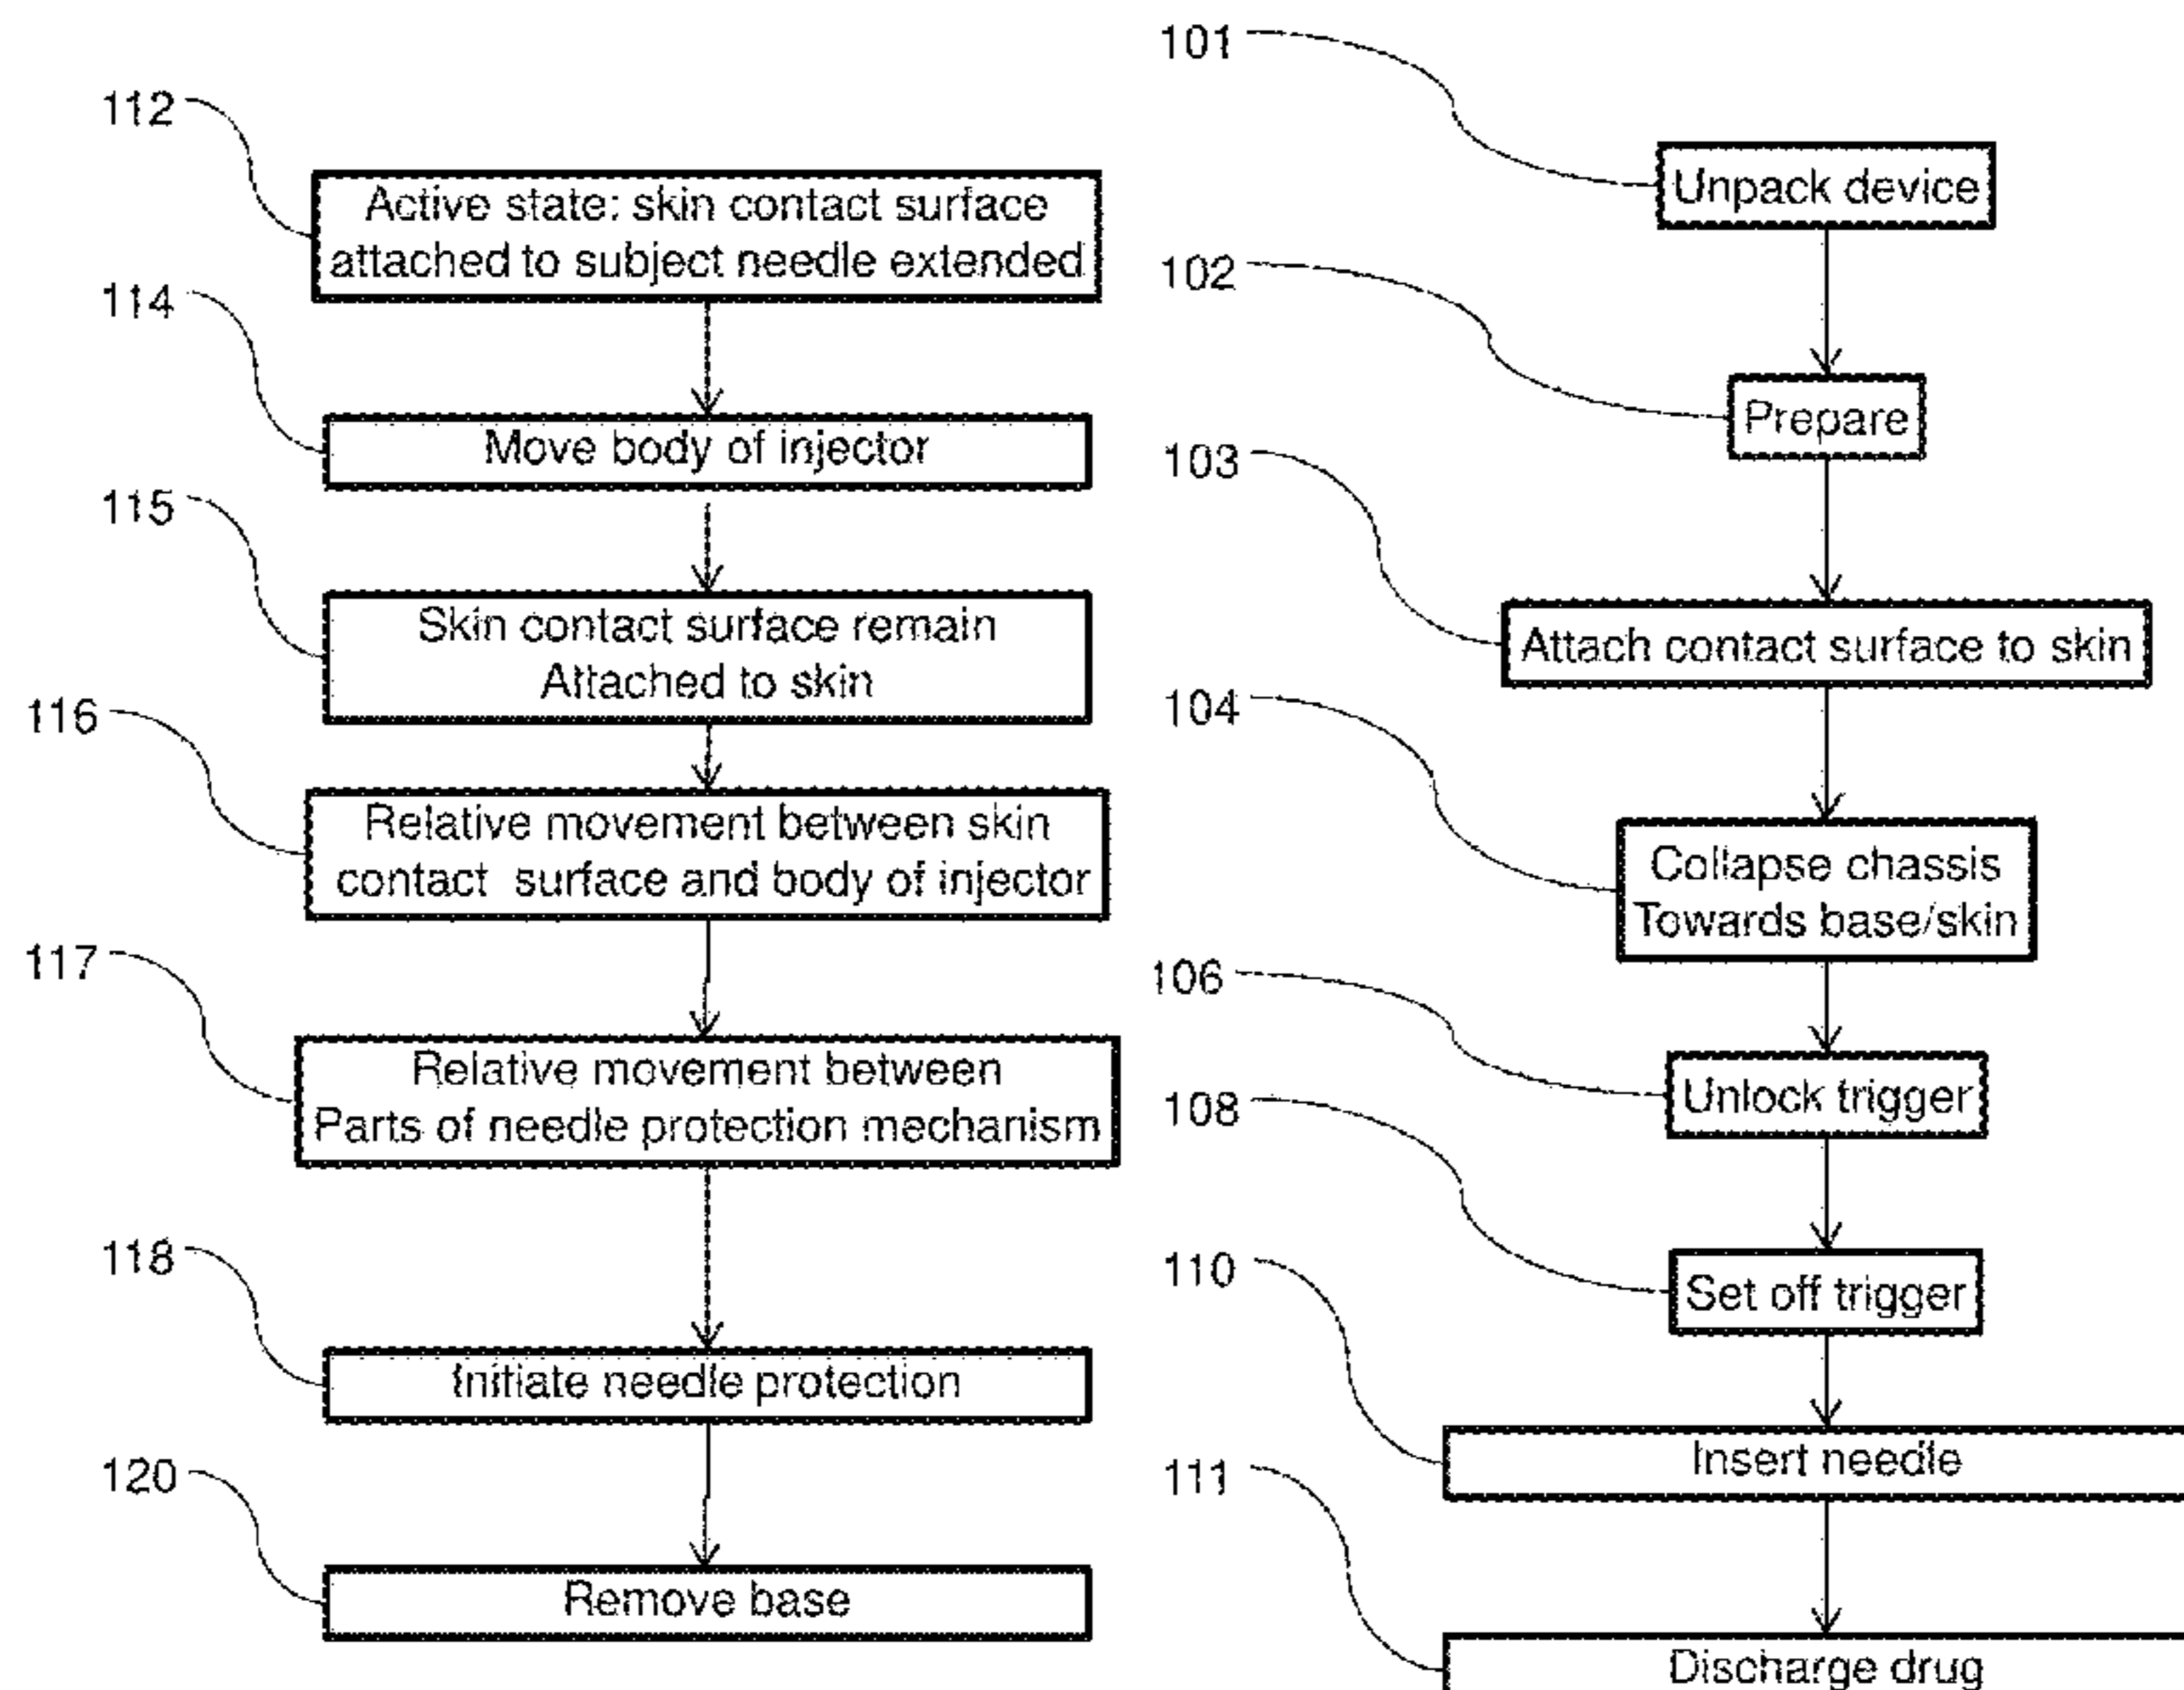 112
Active state: skin contact surface
attached to subject needle extended
114
Move body of injector
115
Skin contact surface remain
Attached to skin
116
Relative movement between skin
contact surface and body of injector
117
Relative movement between
Parts of needle protection mechanism
118
Initiate needle protection
120
Remove base
101
Unpack device
102
Prepare
103
Attach contact surface to skin
104
Collapse chassis
Towards base/skin
106
Unlock trigger
108
Set off trigger
110
Insert needle
111
Discharge drug